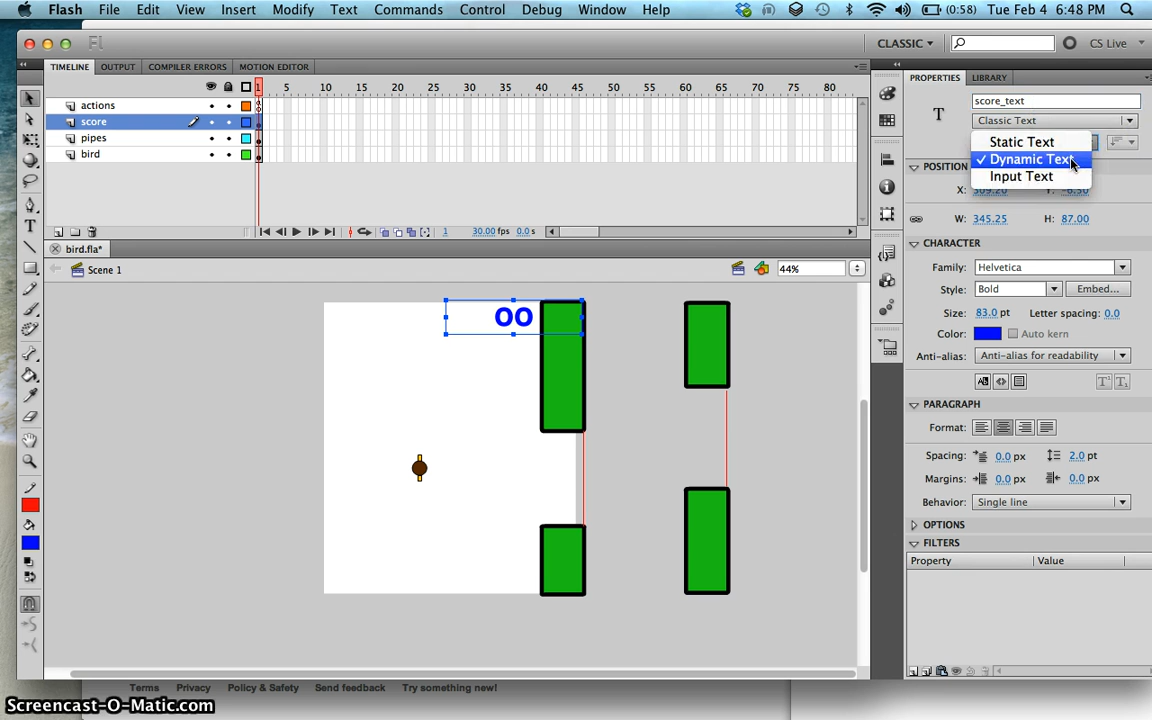 Flash File Edit View Insert Modify Text Commands Control Debug Window Help (0:58) Tue Feb 4 6:48 PM
Fl CLASSIC CS Live
TIMELINE OUTPUT COMPILER ERRORS MOTION EDITOR
PROPERTIES LIBRARY
1 5 10 15 20 25 30 35 40 45 50 55 60 65 70 75 80
T score_text
actions
Classic Text
score
Static Text
pipes
✓ Dynamic Text
bird
POSITION
Input Text
X: 309.20
W: 345.25 H: 87.00
1 30.00 fps 0.0 s
CHARACTER
bird.fla*
Scene 1 44%
Family: Helvetica
Style: Bold Embed...
Size: 83.0 pt Letter spacing: 0.0
00
Color: Auto kern
Anti-alias: Anti-alias for readability
PARAGRAPH
Format:
Spacing: 0.0 px 2.0 pt
Margins: 0.0 px 0.0 px
Behavior: Single line
OPTIONS
FILTERS
Property Value
Terms Privacy Policy & Safety Send feedback Try something new!
Screencast-O-Matic.com